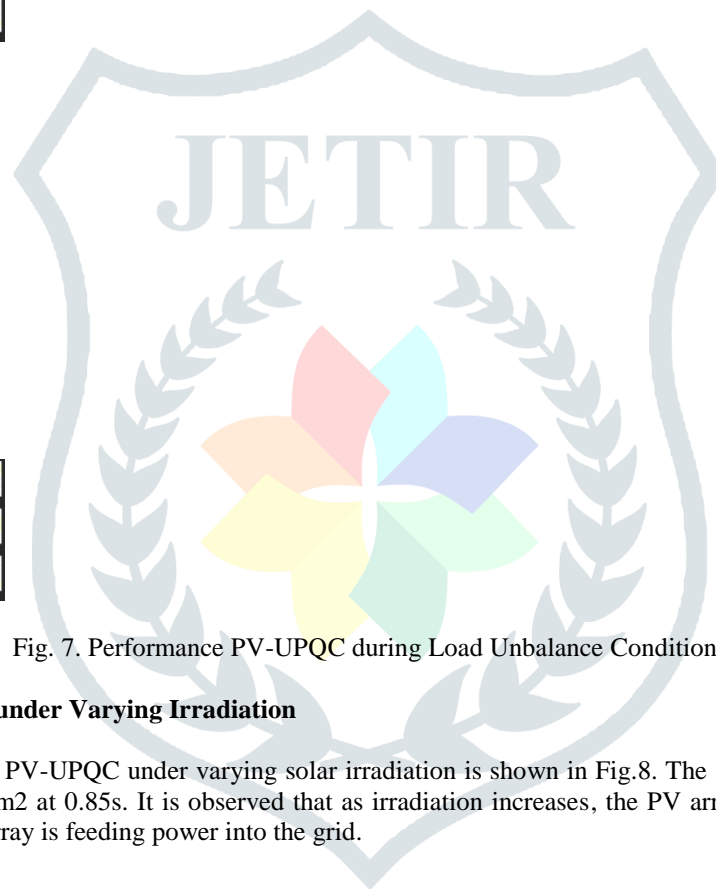 JETIR
Fig. 7. Performance PV-UPQC during Load Unbalance Condition
under Varying Irradiation
PV-UPQC under varying solar irradiation is shown in Fig.8. The
m2 at 0.85s. It is observed that as irradiation increases, the PV arr
rray is feeding power into the grid.